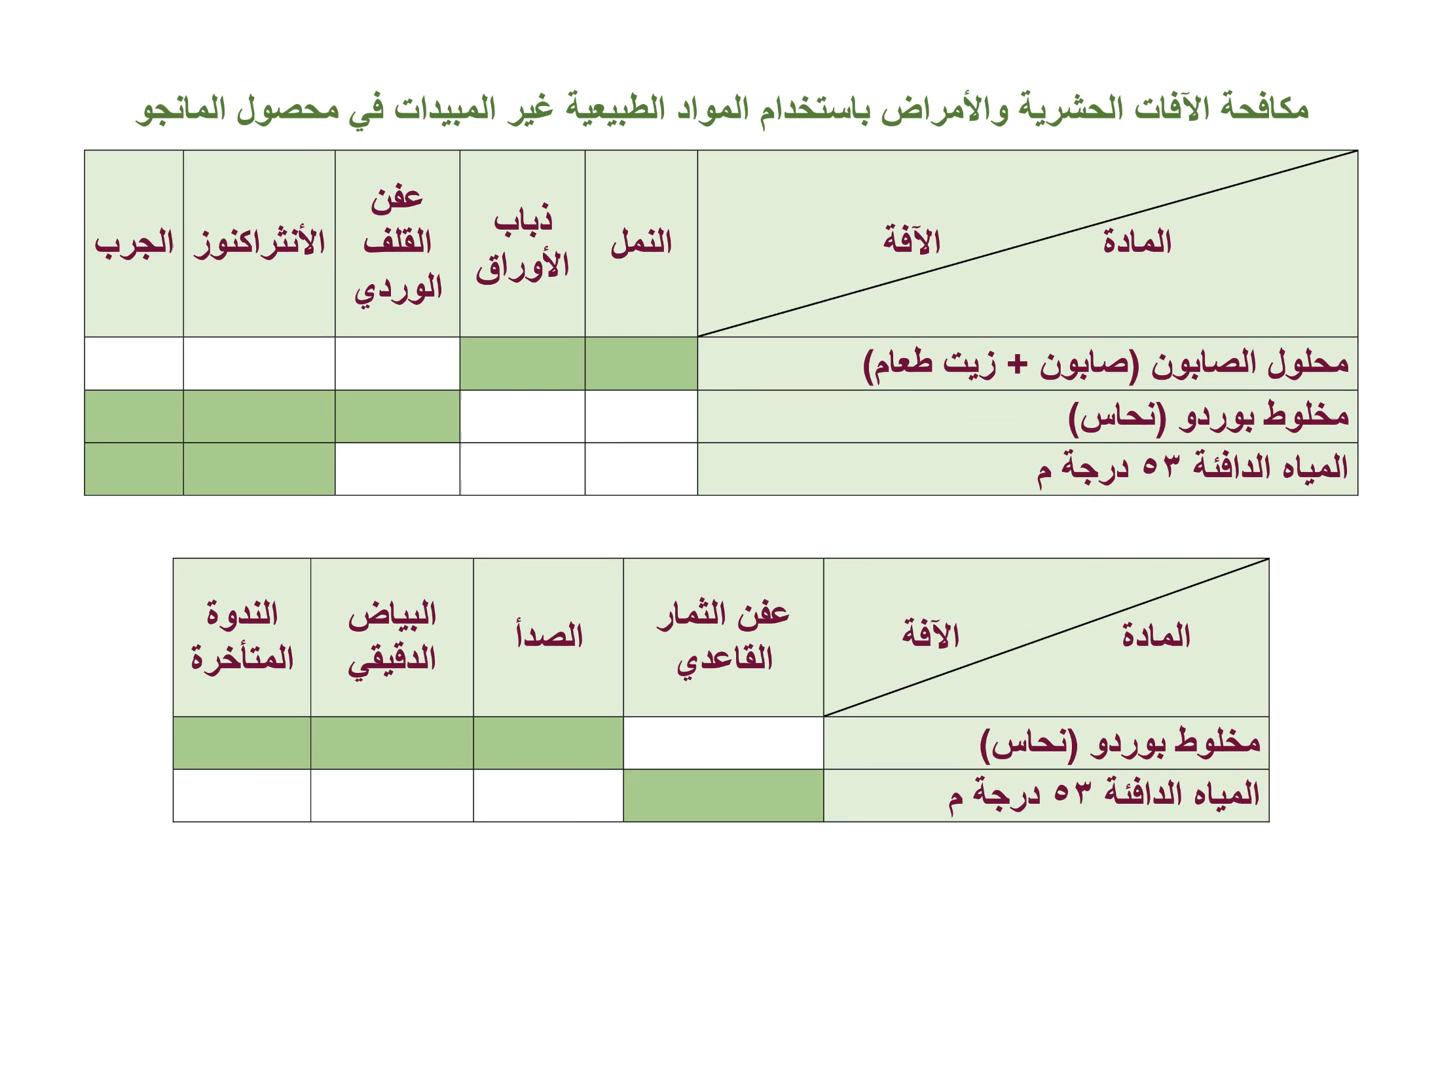 مكافحة الآفات الحشرية والأمراض باستخدام المواد الطبيعية غير المبيدات في محصول المانجو
المادة
الآفة
النمل
ذباب
الأوراق
عفن
القلف
الوردي
الأنثراكنوز
الجرب
محلول الصابون (صابون + زيت طعام)
مخلوط بوردو (نحاس)
المياه الدافئة ٥٣ درجة م
المادة
الآفة
عفن الثمار
القاعدي
الصدأ
البياض
الدقيقي
الندوة
المتأخرة
مخلوط بوردو (نحاس)
المياه الدافئة ٥٣ درجة م